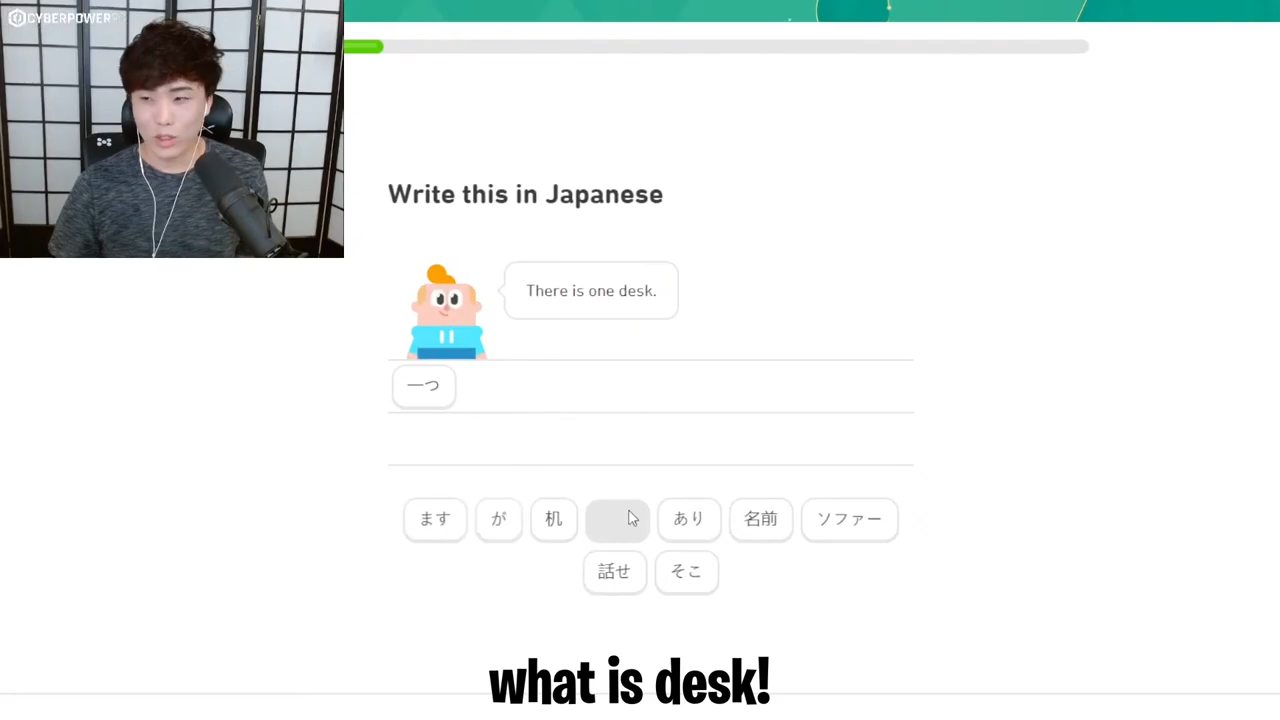 CYBERPOWERPC
Write this in Japanese
There is one desk.
一つ
ます が 机 あり 名前 ソファー
話せ そこ
what is desk!